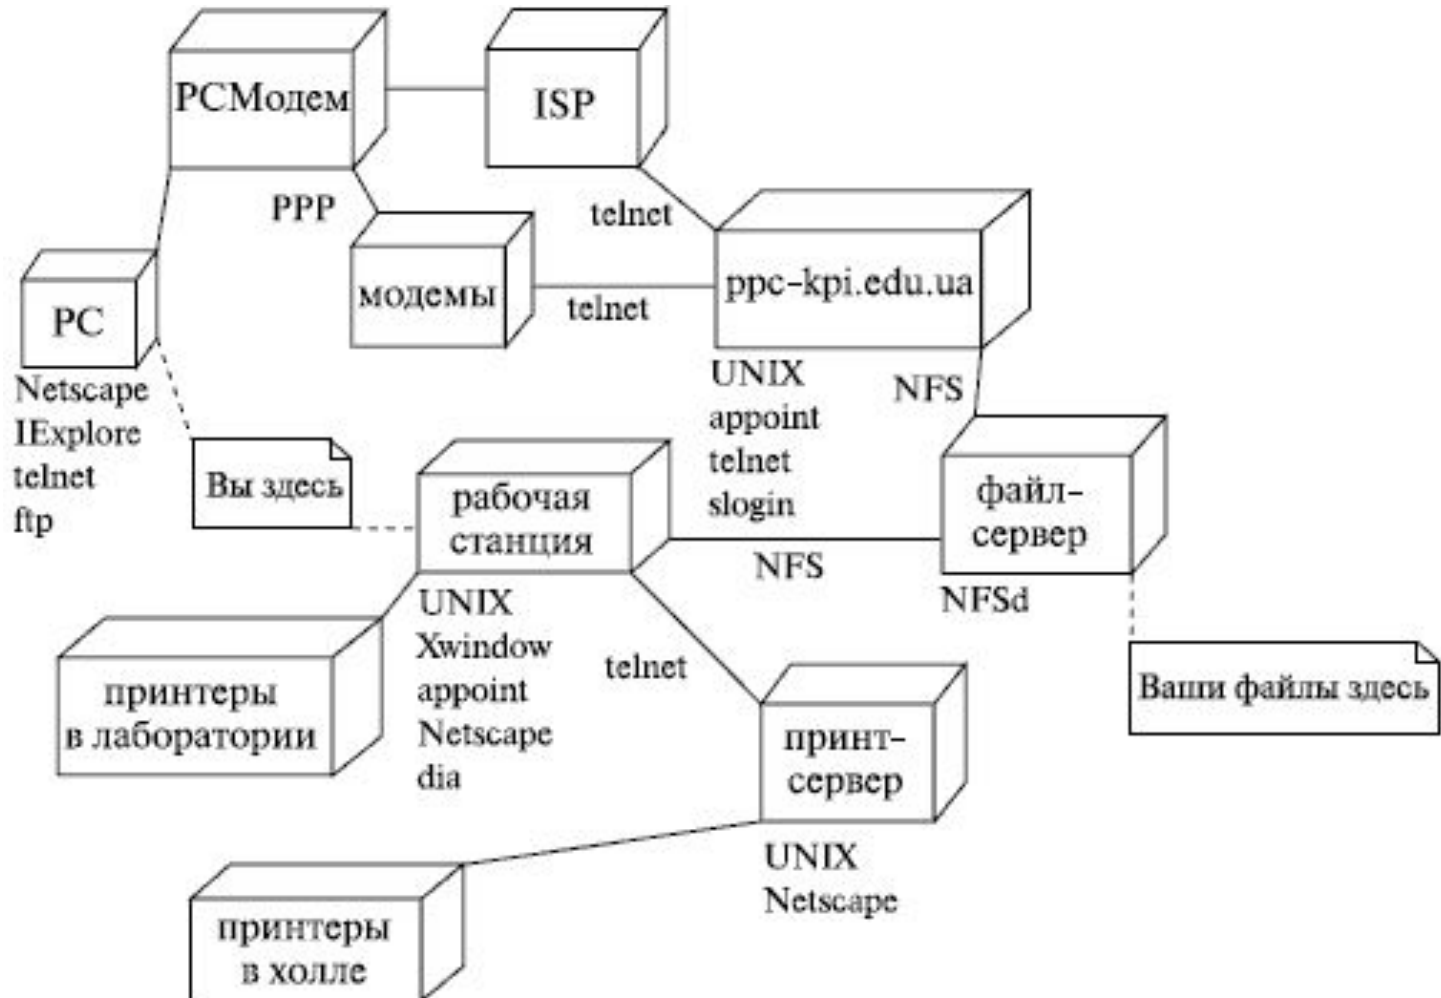 PCМодем
ISP
PPP
telnet
PC
модемы
telnet
ppc-kpi.edu.ua
Netscape
IExplore
telnet
ftp
Вы здесь
UNIX
appoint
telnet
slogin
NFS
рабочая
станция
NFS
файл-
сервер
NFSd
UNIX
Xwindow
appoint
Netscape
dia
telnet
принтеры
в лаборатории
Ваши файлы здесь
принт-
сервер
UNIX
Netscape
принтеры
в холле